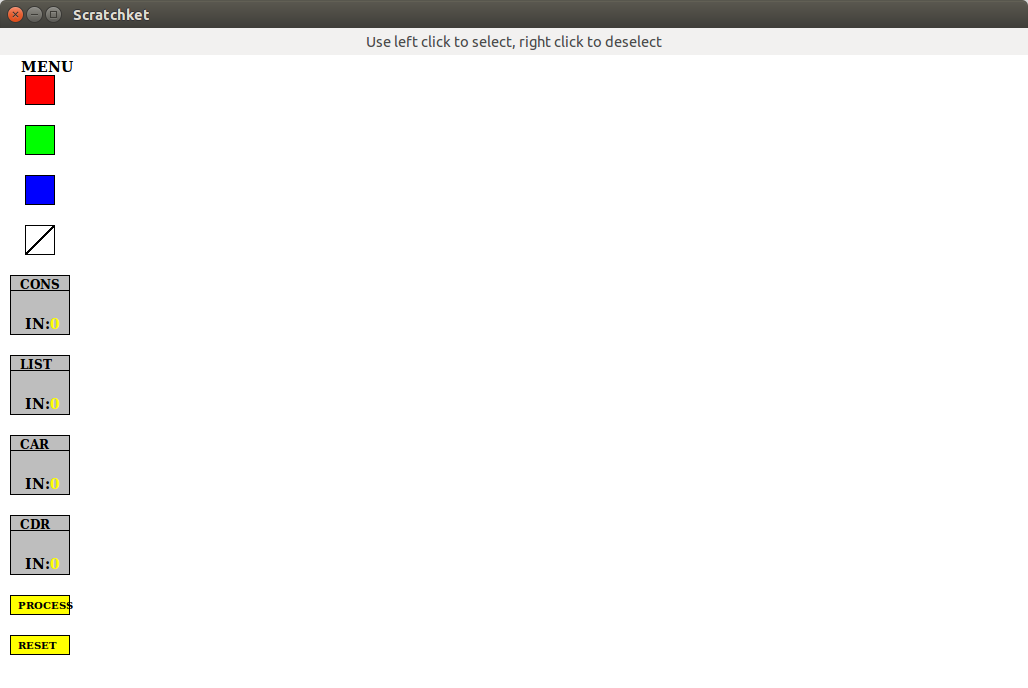 Scratchket
Use left click to select, right click to deselect
MENU
CONS
IN:0
LIST
IN:0
CAR
IN:0
CDR
IN:0
PROCESS
RESET